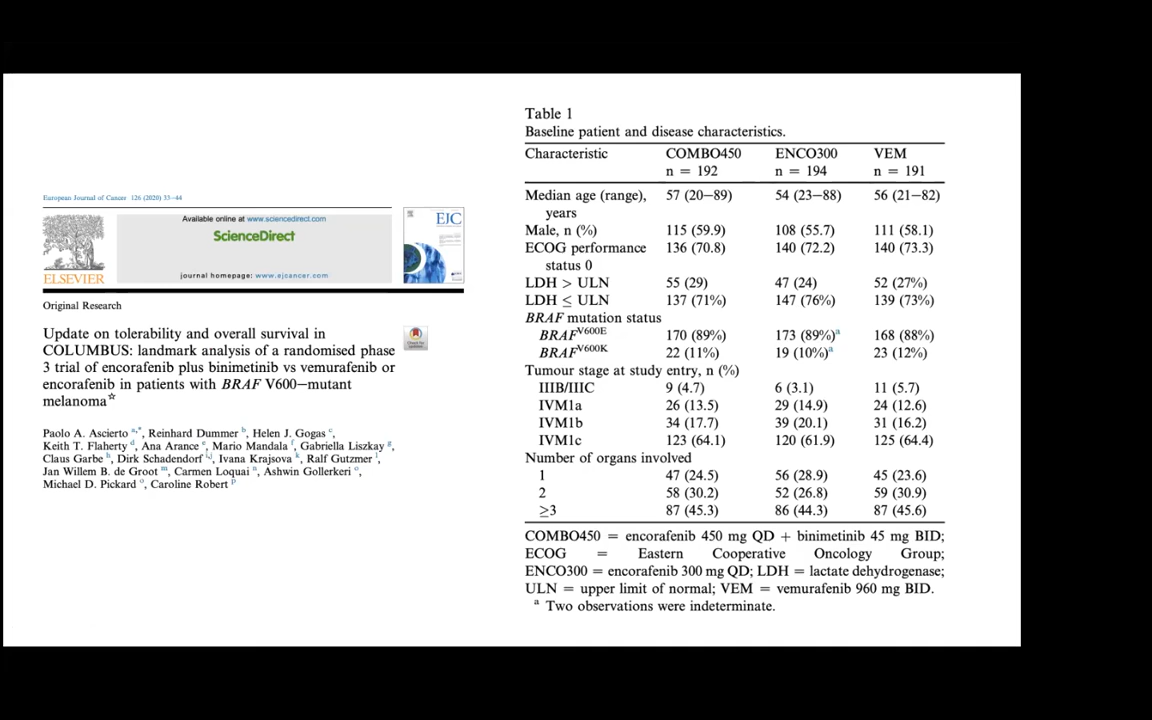 European Journal of Cancer 126 (2020) 33–44
Available online at www.sciencedirect.com
ScienceDirect
journal homepage: www.ejcancer.com
ELSEVIER
EJC
Original Research
Update on tolerability and overall survival in
COLUMBUS: landmark analysis of a randomised phase
3 trial of encorafenib plus binimetinib vs vemurafenib or
encorafenib in patients with BRAF V600–mutant
melanoma☆
Paolo A. Ascierto a,*, Reinhard Dummer b, Helen J. Gogas c,
Keith T. Flaherty d, Ana Arance e, Mario Mandala f, Gabriella Liszkay g,
Claus Garbe h, Dirk Schadendorf i,j, Ivana Krajsova k, Ralf Gutzmer l,
Jan Willem B. de Groot m, Carmen Loquai n, Ashwin Gollerkeri o,
Michael D. Pickard o, Caroline Robert p
Table 1
Baseline patient and disease characteristics.
Characteristic COMBO450 ENCO300 VEM
n = 192 n = 194 n = 191
Median age (range), 57 (20–89) 54 (23–88) 56 (21–82)
years
Male, n (%) 115 (59.9) 108 (55.7) 111 (58.1)
ECOG performance 136 (70.8) 140 (72.2) 140 (73.3)
status 0
LDH > ULN 55 (29) 47 (24) 52 (27%)
LDH ≤ ULN 137 (71%) 147 (76%) 139 (73%)
BRAF mutation status
BRAFV600E 170 (89%) 173 (89%)a 168 (88%)
BRAFV600K 22 (11%) 19 (10%)a 23 (12%)
Tumour stage at study entry, n (%)
IIIB/IIIC 9 (4.7) 6 (3.1) 11 (5.7)
IVM1a 26 (13.5) 29 (14.9) 24 (12.6)
IVM1b 34 (17.7) 39 (20.1) 31 (16.2)
IVM1c 123 (64.1) 120 (61.9) 125 (64.4)
Number of organs involved
1 47 (24.5) 56 (28.9) 45 (23.6)
2 58 (30.2) 52 (26.8) 59 (30.9)
≥3 87 (45.3) 86 (44.3) 87 (45.6)
COMBO450 = encorafenib 450 mg QD + binimetinib 45 mg BID;
ECOG = Eastern Cooperative Oncology Group;
ENCO300 = encorafenib 300 mg QD; LDH = lactate dehydrogenase;
ULN = upper limit of normal; VEM = vemurafenib 960 mg BID.
a Two observations were indeterminate.